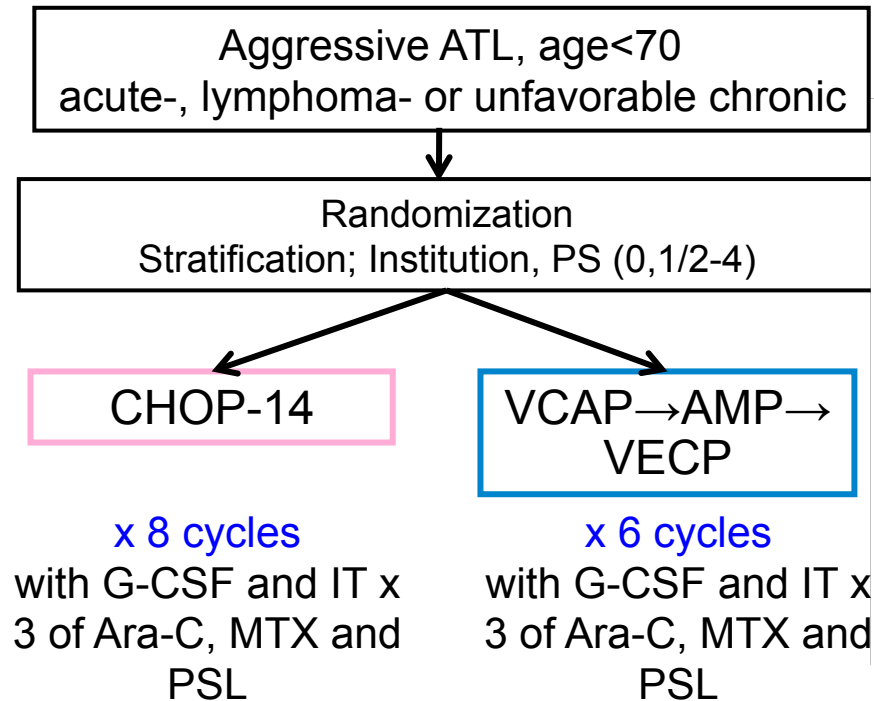 Aggressive ATL, age<70
acute-, lymphoma- or unfavorable chronic
Randomization
Stratification; Institution, PS (0,1/2-4)
CHOP-14
x 8 cycles
with G-CSF and IT x
3 of Ara-C, MTX and
PSL
VCAP→AMP→
VECP
x 6 cycles
with G-CSF and IT x
3 of Ara-C, MTX and
PSL